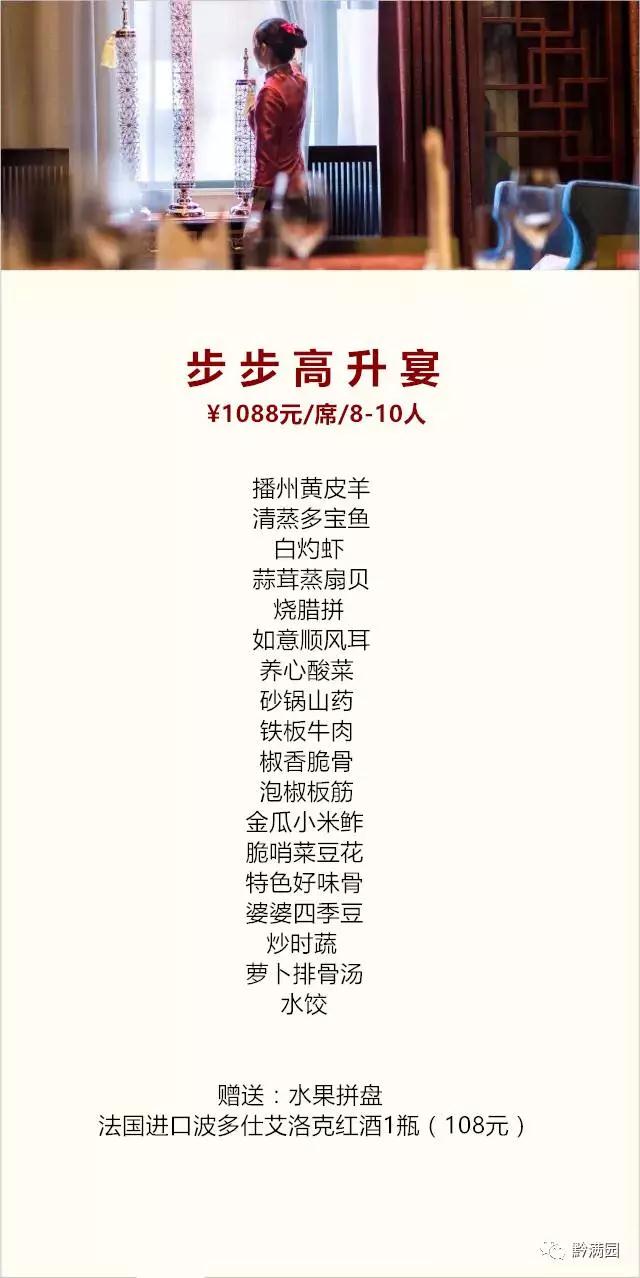 步步高升宴
¥1088元/席/8-10人
播州黄皮羊
清蒸多宝鱼
白灼虾
蒜茸蒸扇贝
烧腊拼
如意顺风耳
养心酸菜
砂锅山药
铁板牛肉
椒香脆骨
泡椒板筋
金瓜小米鲊
脆哨菜豆花
特色好味骨
婆婆四季豆
炒时蔬
萝卜排骨汤
水饺
赠送：水果拼盘
法国进口波多仕艾洛克红酒1瓶（108元）
黔满园